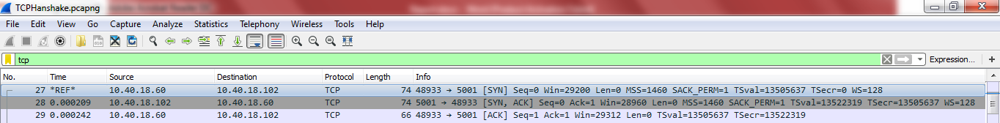 TCPHanshake.pcapng
File Edit View Go Capture Analyze Statistics Telephony Wireless Tools Help
tcp Expression... +
No. Time Source Destination Protocol Length Info
27 *REF* 10.40.18.60 10.40.18.102 TCP 74 48933 → 5001 [SYN] Seq=0 Win=29200 Len=0 MSS=1460 SACK_PERM=1 TSval=13505637 TSecr=0 WS=128
28 0.000209 10.40.18.102 10.40.18.60 TCP 74 5001 → 48933 [SYN, ACK] Seq=0 Ack=1 Win=28960 Len=0 MSS=1460 SACK_PERM=1 TSval=13522319 TSecr=13505637 WS=128
29 0.000242 10.40.18.60 10.40.18.102 TCP 66 48933 → 5001 [ACK] Seq=1 Ack=1 Win=29312 Len=0 TSval=13505637 TSecr=13522319